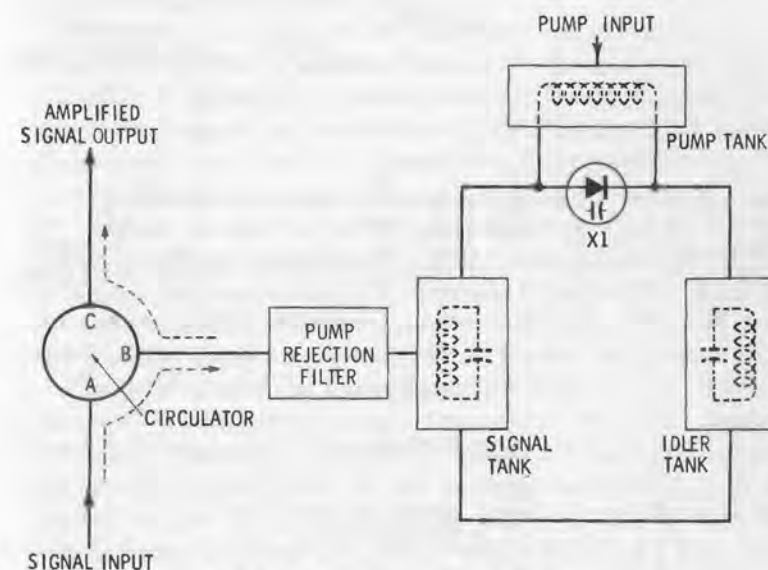 PUMP INPUT
AMPLIFIED
SIGNAL OUTPUT
PUMP TANK
X1
C
B
A
PUMP
REJECTION
FILTER
CIRCULATOR
SIGNAL
TANK
IDLER
TANK
SIGNAL INPUT